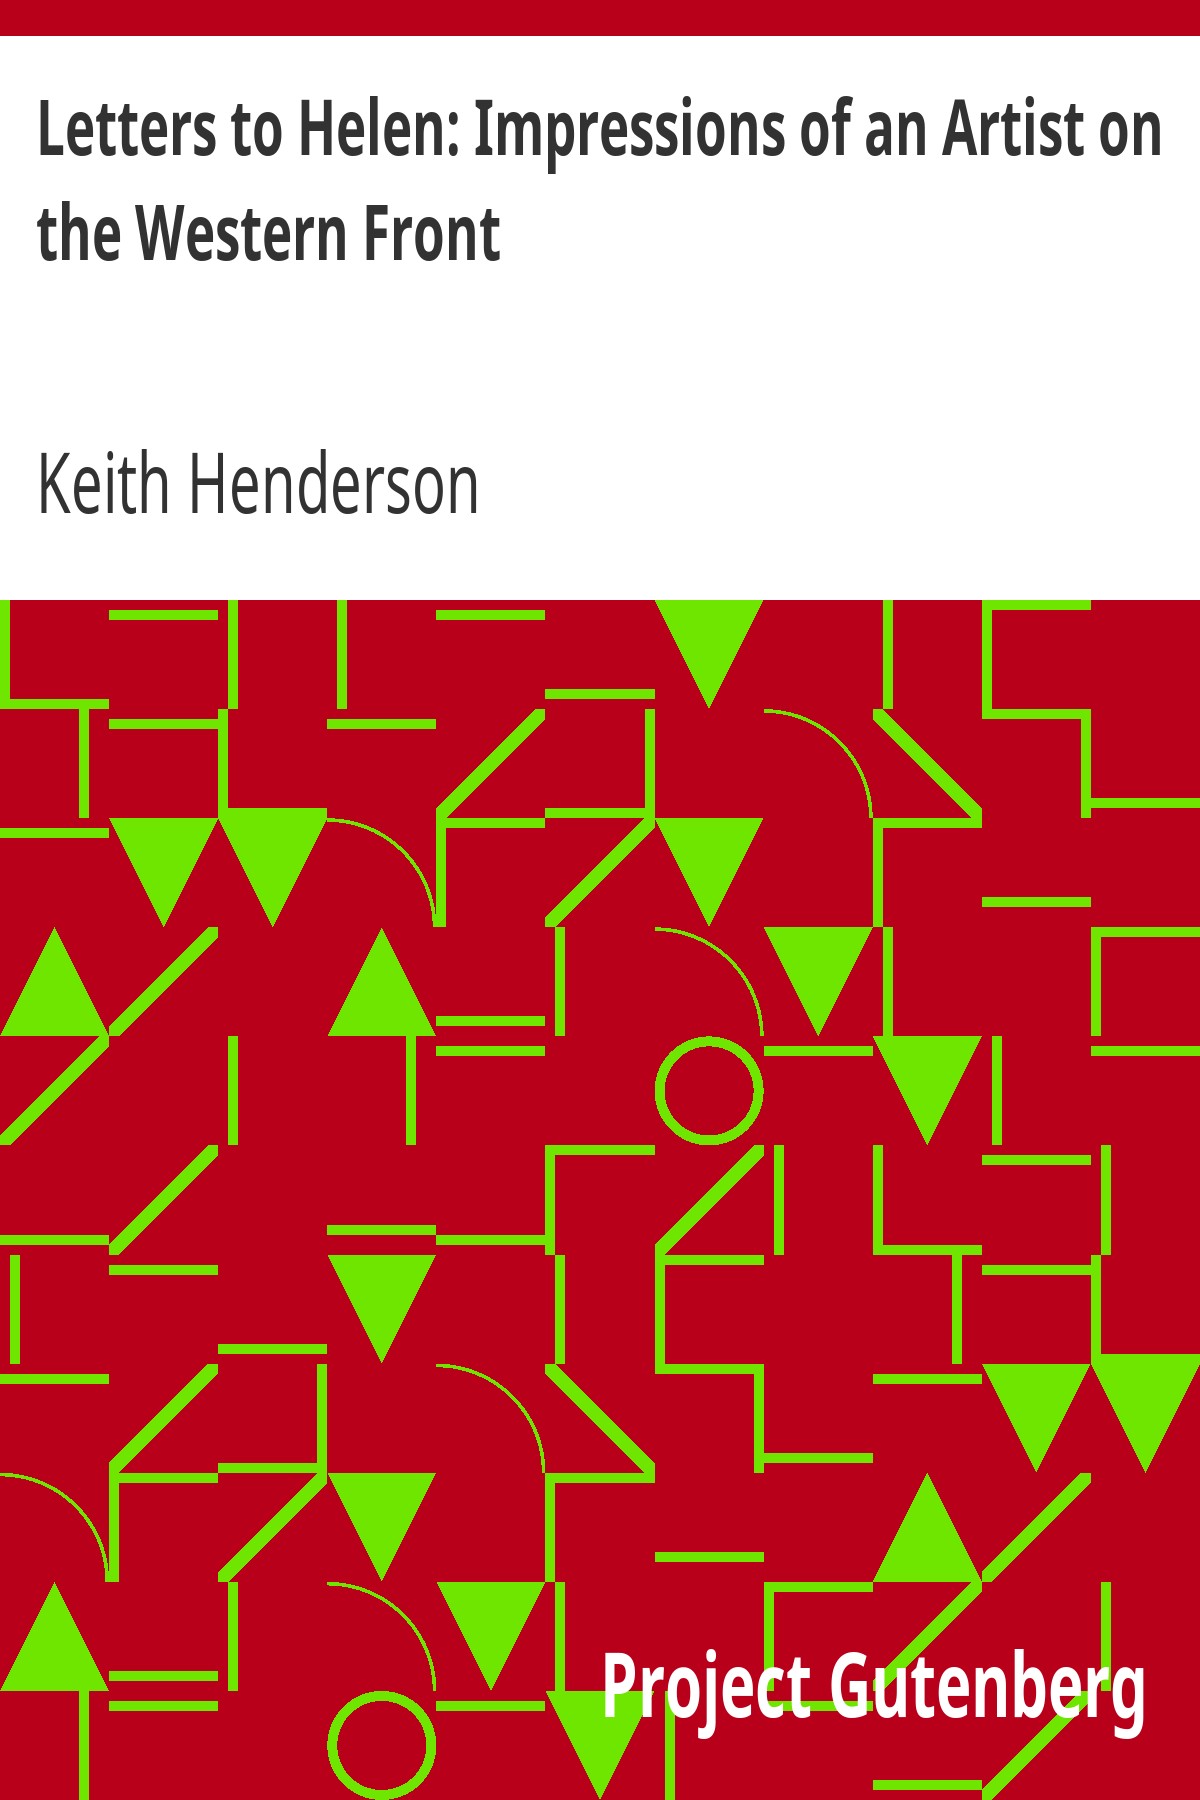 Letters to Helen: Impressions of an Artist on
the Western Front
Keith Henderson
Project Gutenberg